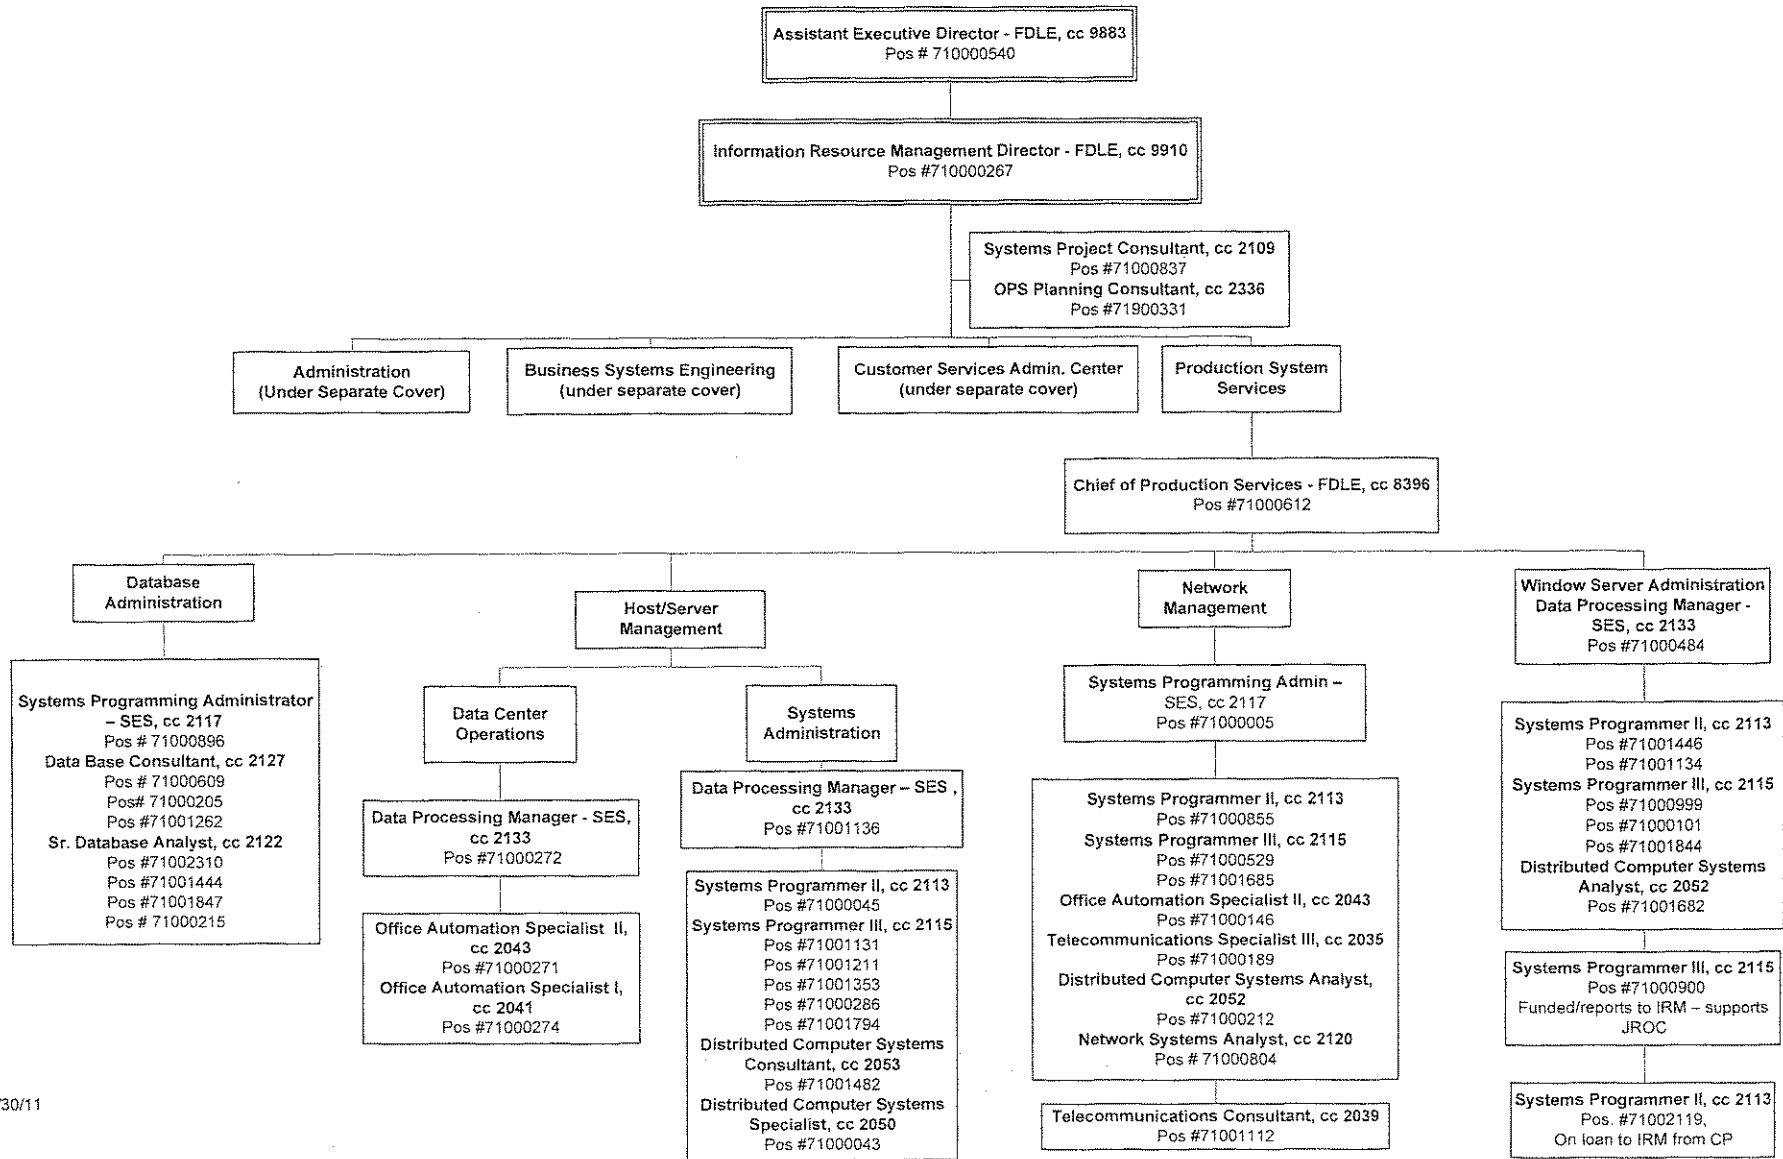 Assistant Executive Director - FDLE, cc 9883
Pos # 710000540
Information Resource Management Director - FDLE, cc 9910
Pos #710000267
Systems Project Consultant, cc 2109
Pos #71000837
OPS Planning Consultant, cc 2336
Pos #71900331
Administration
(Under Separate Cover)
Business Systems Engineering
(under separate cover)
Customer Services Admin. Center
(under separate cover)
Production System
Services
Chief of Production Services - FDLE, cc 8396
Pos #71000612
Database
Administration
Systems Programming Administrator
– SES, cc 2117
Pos # 71000896
Data Base Consultant, cc 2127
Pos # 71000609
Pos# 71000205
Pos #71001262
Sr. Database Analyst, cc 2122
Pos #71002310
Pos #71001444
Pos #71001847
Pos # 71000215
Host/Server
Management
Data Center
Operations
Data Processing Manager - SES,
cc 2133
Pos #71000272
Office Automation Specialist II,
cc 2043
Pos #71000271
Office Automation Specialist I,
cc 2041
Pos #71000274
Systems
Administration
Data Processing Manager – SES ,
cc 2133
Pos #71001136
Systems Programmer II, cc 2113
Pos #71000045
Systems Programmer III, cc 2115
Pos #71001131
Pos #71001211
Pos #71001353
Pos #71000286
Pos #71001794
Distributed Computer Systems
Consultant, cc 2053
Pos #71001482
Distributed Computer Systems
Specialist, cc 2050
Pos #71000043
Network
Management
Systems Programming Admin –
SES, cc 2117
Pos #71000005
Systems Programmer II, cc 2113
Pos #71000855
Systems Programmer III, cc 2115
Pos #71000529
Pos #71001685
Office Automation Specialist II, cc 2043
Pos #71000146
Telecommunications Specialist III, cc 2035
Pos #71000189
Distributed Computer Systems Analyst,
cc 2052
Pos #71000212
Network Systems Analyst, cc 2120
Pos # 71000804
Telecommunications Consultant, cc 2039
Pos #71001112
Window Server Administration
Data Processing Manager -
SES, cc 2133
Pos #71000484
Systems Programmer II, cc 2113
Pos #71001446
Pos #71001134
Systems Programmer III, cc 2115
Pos #71000999
Pos #71000101
Pos #71001844
Distributed Computer Systems
Analyst, cc 2052
Pos #71001682
Systems Programmer III, cc 2115
Pos #71000900
Funded/reports to IRM – supports
JROC
Systems Programmer II, cc 2113
Pos. #71002119,
On loan to IRM from CP
/30/11